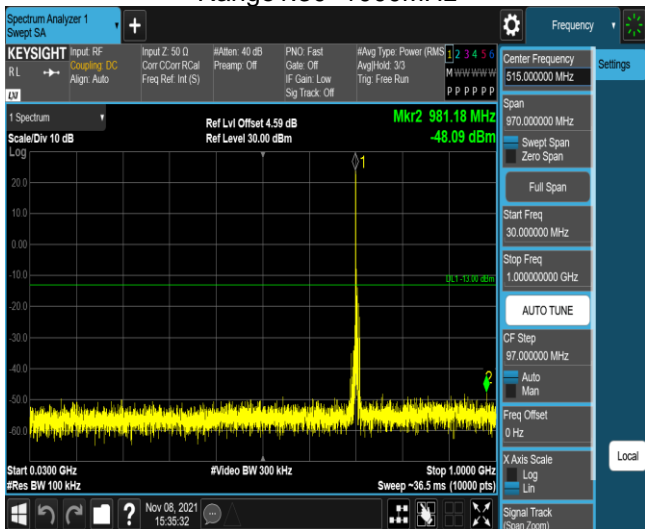 Spectrum Analyzer 1
Swept SA
Frequency
KEYSIGHT
RL
Input: RF
Coupling: DC
Align: Auto
Input Z: 50 Ω
Corr CCorr RCal
Freq Ref: Int (S)
#Atten: 40 dB
Preamp: Off
PNO: Fast
Gate: Off
IF Gain: Low
Sig Track: Off
#Avg Type: Power (RMS
Avg|Hold: 3/3
Trig: Free Run
1 2 3 4 5 6
M W W W W W
P P P P P P
1 Spectrum
Scale/Div 10 dB
Ref Lvl Offset 4.59 dB
Ref Level 30.00 dBm
Mkr2 981.18 MHz
-48.09 dBm
Log
1
20.0
10.0
0.00
-10.0
DL1 -13.00 dBm
-20.0
-30.0
-40.0
2
-50.0
-60.0
Start 0.0300 GHz
#Res BW 100 kHz
#Video BW 300 kHz
Stop 1.0000 GHz
Sweep ~36.5 ms (10000 pts)
Nov 08, 2021
15:35:32
Center Frequency
515.000000 MHz
Settings
Span
970.000000 MHz
Swept Span
Zero Span
Full Span
Start Freq
30.000000 MHz
Stop Freq
1.000000000 GHz
AUTO TUNE
CF Step
97.000000 MHz
Auto
Man
Freq Offset
0 Hz
X Axis Scale
Log
Lin
Local
Signal Track
(Span Zoom)